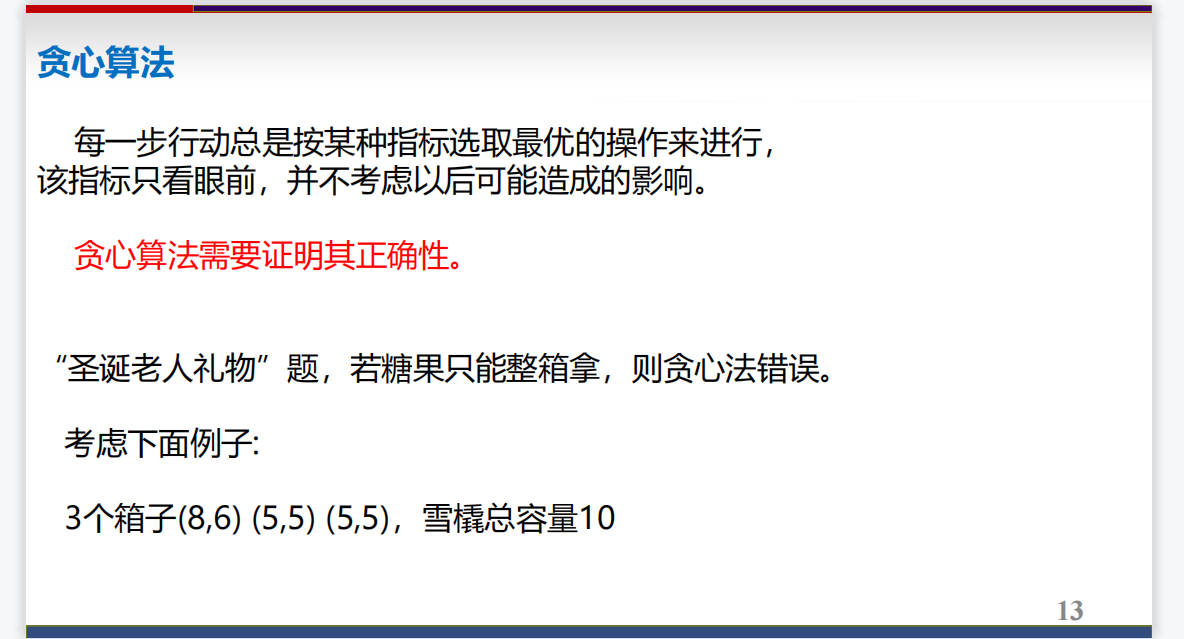 贪心算法
每一步行动总是按某种指标选取最优的操作来进行，
该指标只看眼前，并不考虑以后可能造成的影响。
贪心算法需要证明其正确性。
“圣诞老人礼物”题，若糖果只能整箱拿，则贪心法错误。
考虑下面例子:
3个箱子(8,6) (5,5) (5,5)，雪橇总容量10
13